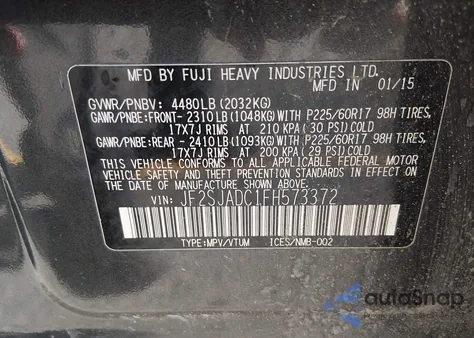 MFD BY FUJI HEAVY INDUSTRIES LTD.
MFD IN 01/15
GVWR/PNBV: 4480LB(2032KG)
GAWR/PNBE:FRONT-2310LB(1048KG)WITH P225/60R17 98H TIRES,
17X7J RIMS AT 210 KPA(30 PSI)COLD
GAWR/PNBE:REAR -2410LB(1093KG)WITH P225/60R17 98H TIRES,
17X7J RIMS AT 200 KPA(29 PSI)COLD
THIS VEHICLE CONFORMS TO ALL APPLICABLE FEDERAL MOTOR
VEHICLE SAFETY AND THEFT PREVENTION STANDARDS IN EFFECT
ON THE DATE OF MANUFACTURE SHOWN ABOVE.
VIN: JF2SJADC1FH573372
TYPE:MPV/VTUM ICES/NMB-002
autoSnap